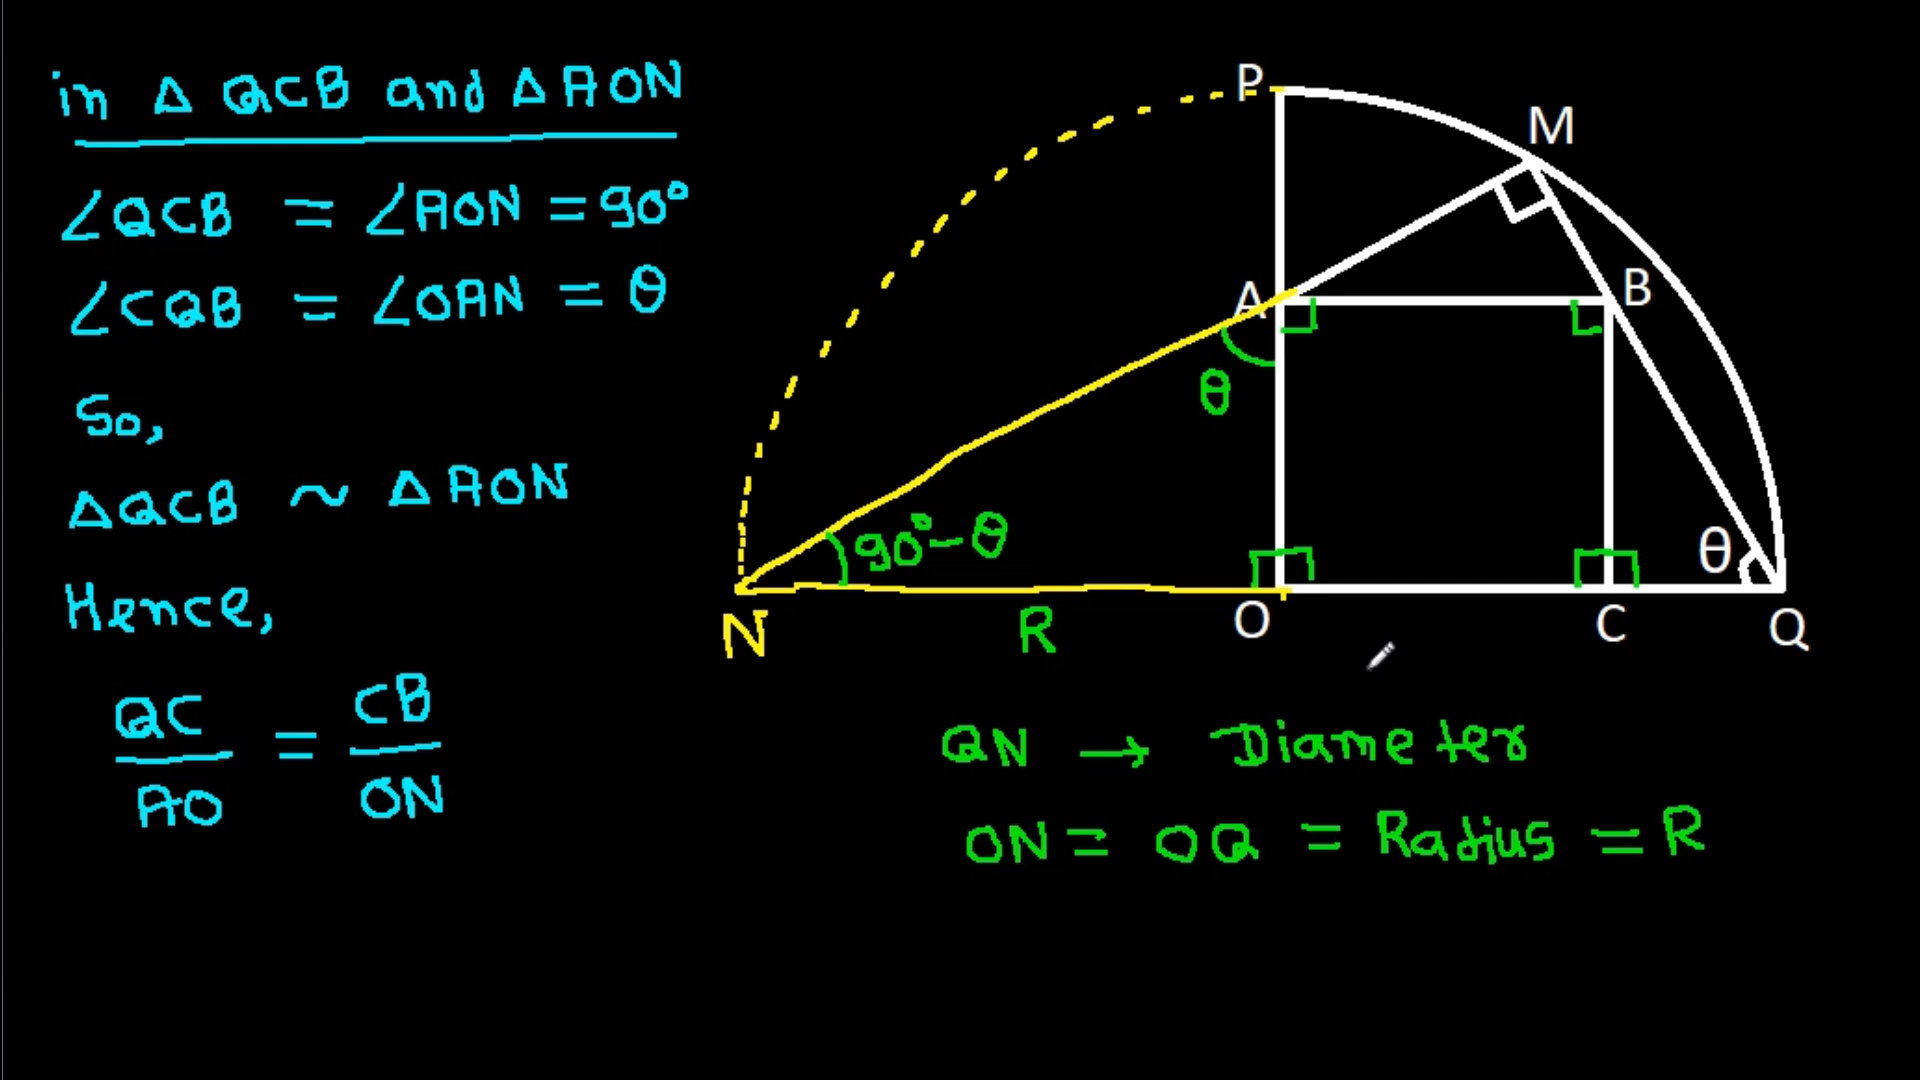 in Δ QCB and Δ AON
∠QCB = ∠AON = 90°
∠CQB = ∠OAN = θ
So,
ΔQCB ~ ΔAON
Hence,
QC/AO = CB/ON
P
M
A
B
θ
90°-θ
θ
N
R
O
C
Q
QN → Diameter
ON = OQ = Radius = R